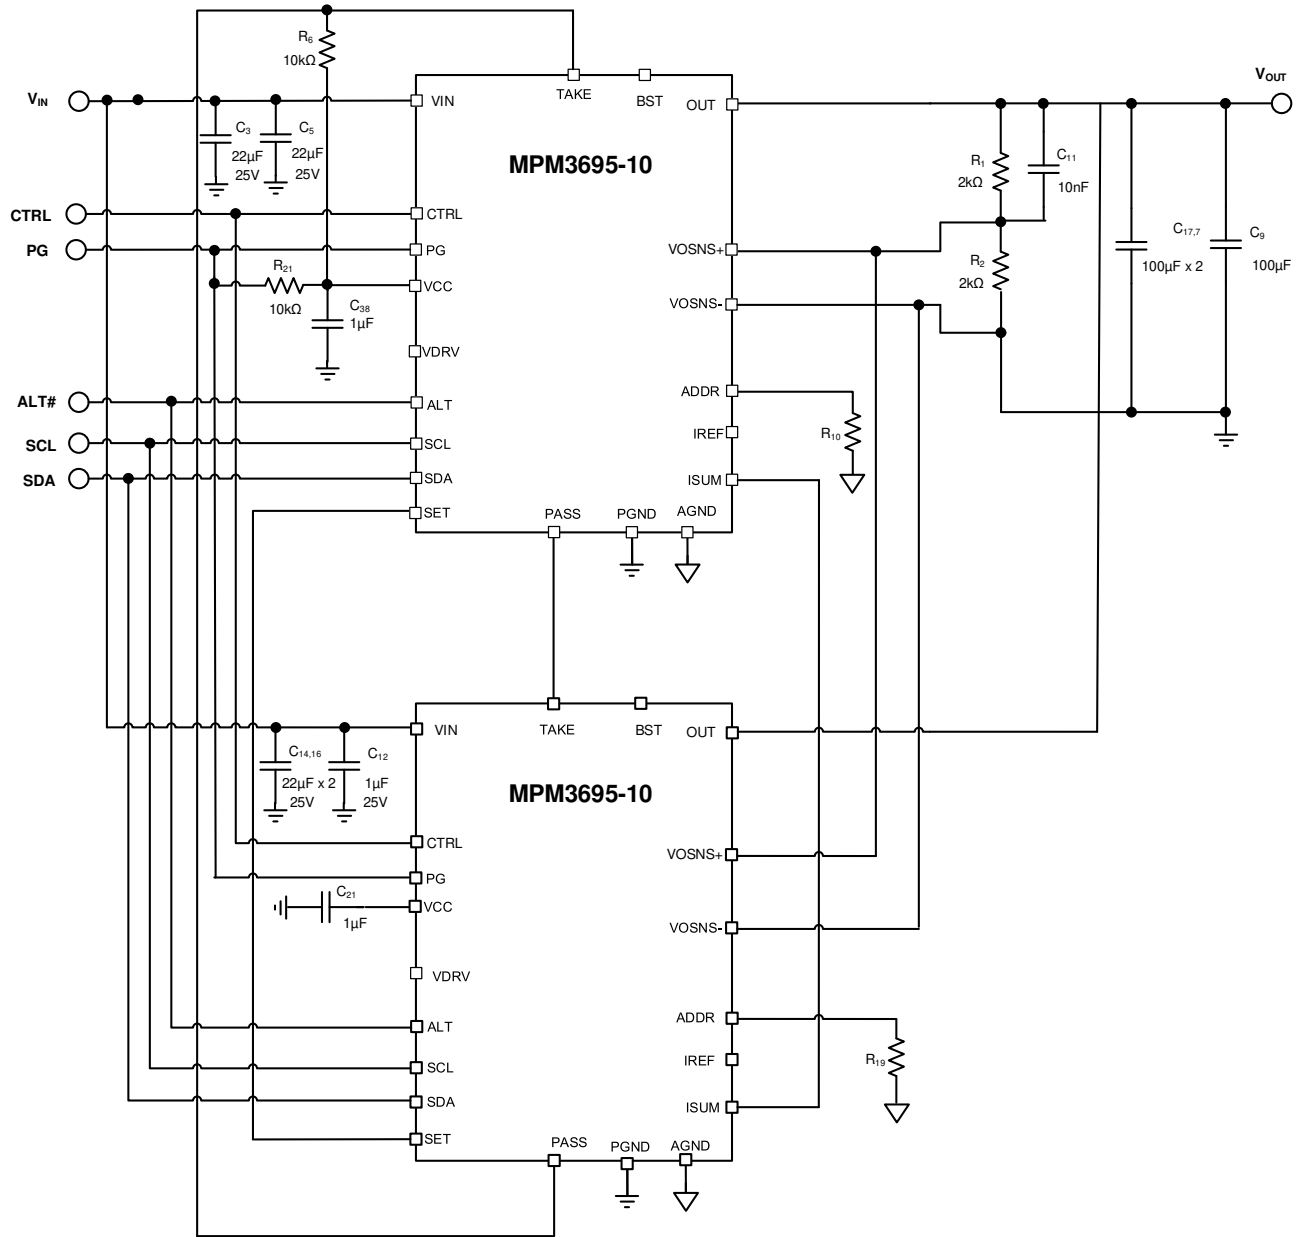 R6
10kΩ
VIN
C3
22µF
25V
C5
22µF
25V
VIN
TAKE
BST
OUT
VOUT
MPM3695-10
R1
2kΩ
C11
10nF
CTRL
CTRL
PG
PG
VOSNS+
R21
10kΩ
VCC
C38
1µF
R2
2kΩ
C17,7
100µF x 2
C9
100µF
VOSNS-
VDRV
ALT#
ALT
ADDR
R10
SCL
SCL
IREF
SDA
SDA
ISUM
SET
PASS
PGND
AGND
VIN
TAKE
BST
OUT
C14,16
22µF x 2
25V
C12
1µF
25V
MPM3695-10
CTRL
VOSNS+
PG
C21
1µF
VCC
VOSNS-
VDRV
ALT
ADDR
R19
SCL
IREF
SDA
ISUM
SET
PASS
PGND
AGND